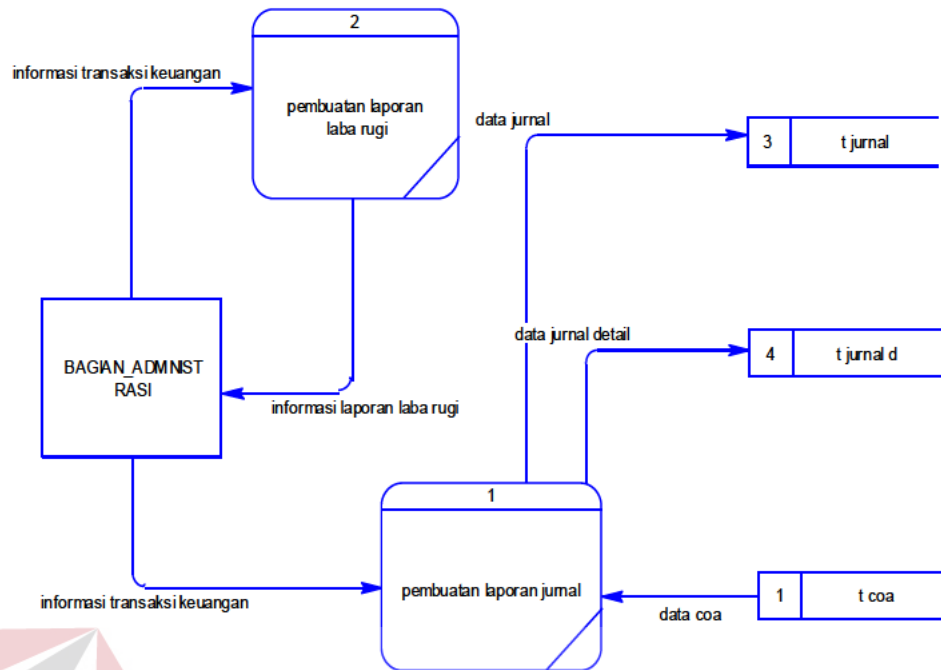 2
informasi transaksi keuangan
pembuatan laporan
laba rugi
data jurnal
3
t jurnal
data jurnal detail
4
t jurnal d
BAGIAN_ADMNIST
RASI
informasi laporan laba rugi
1
pembuatan laporan jurnal
informasi transaksi keuangan
1
t coa
data coa